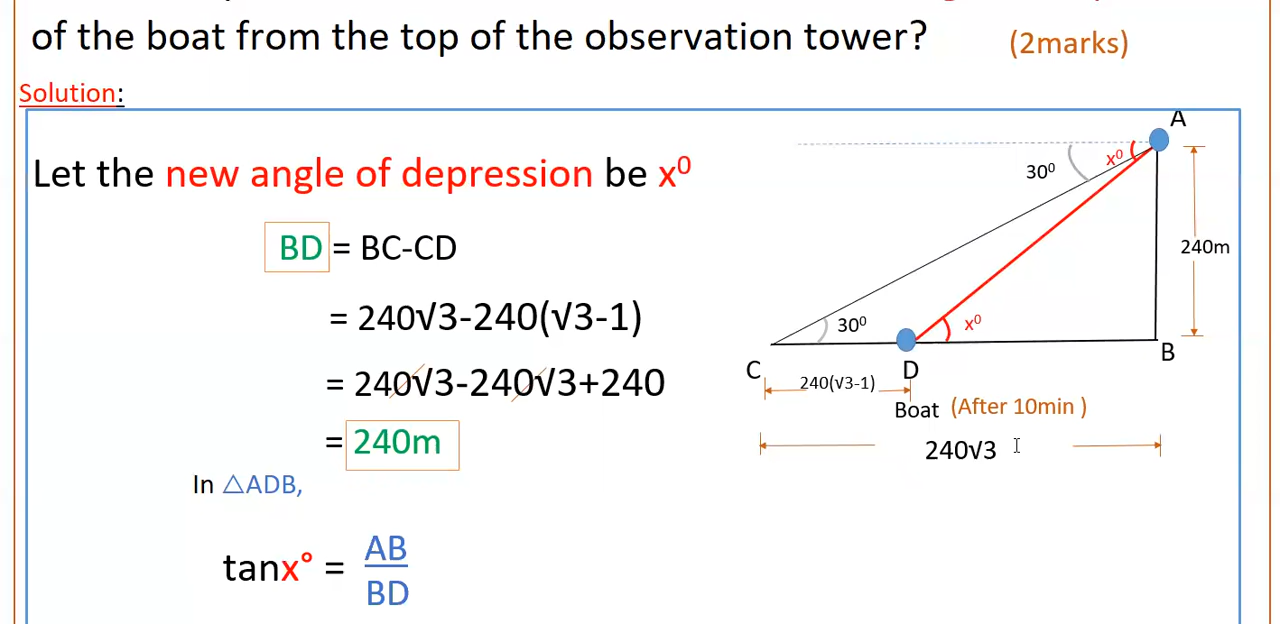 of the boat from the top of the observation tower? (2marks)
Solution:
Let the new angle of depression be x⁰
BD = BC-CD
= 240√3-240(√3-1)
= 240√3-240√3+240
= 240m
In △ADB,
tanx° = AB
BD
A
30⁰ x⁰
240m
30⁰ x⁰
C D B
240(√3-1)
Boat (After 10min )
240√3